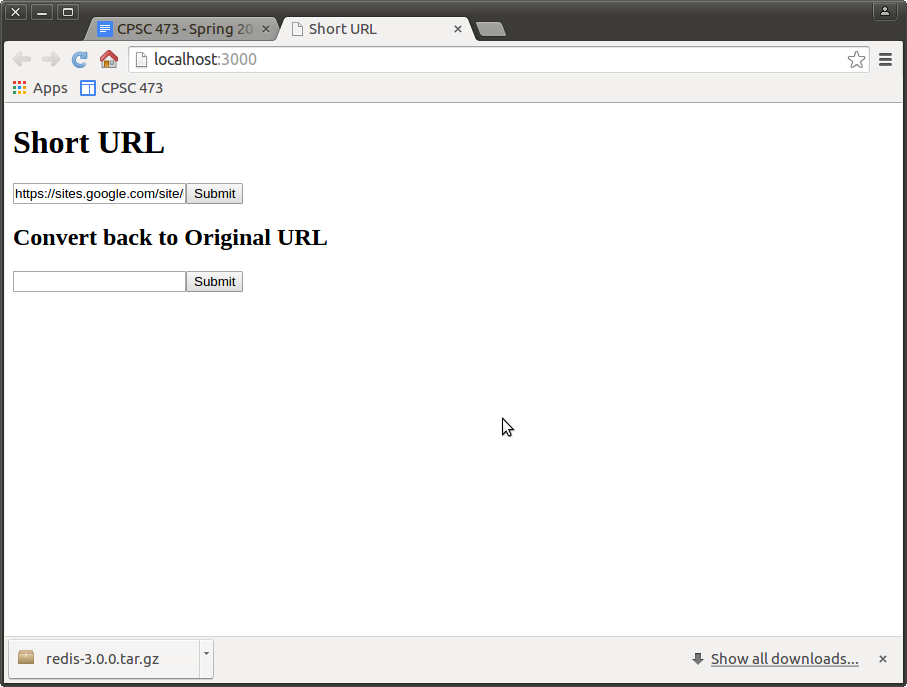 CPSC 473 - Spring 20
Short URL
localhost:3000
Apps CPSC 473
Short URL
https://sites.google.com/site/ Submit
Convert back to Original URL
Submit
redis-3.0.0.tar.gz Show all downloads...